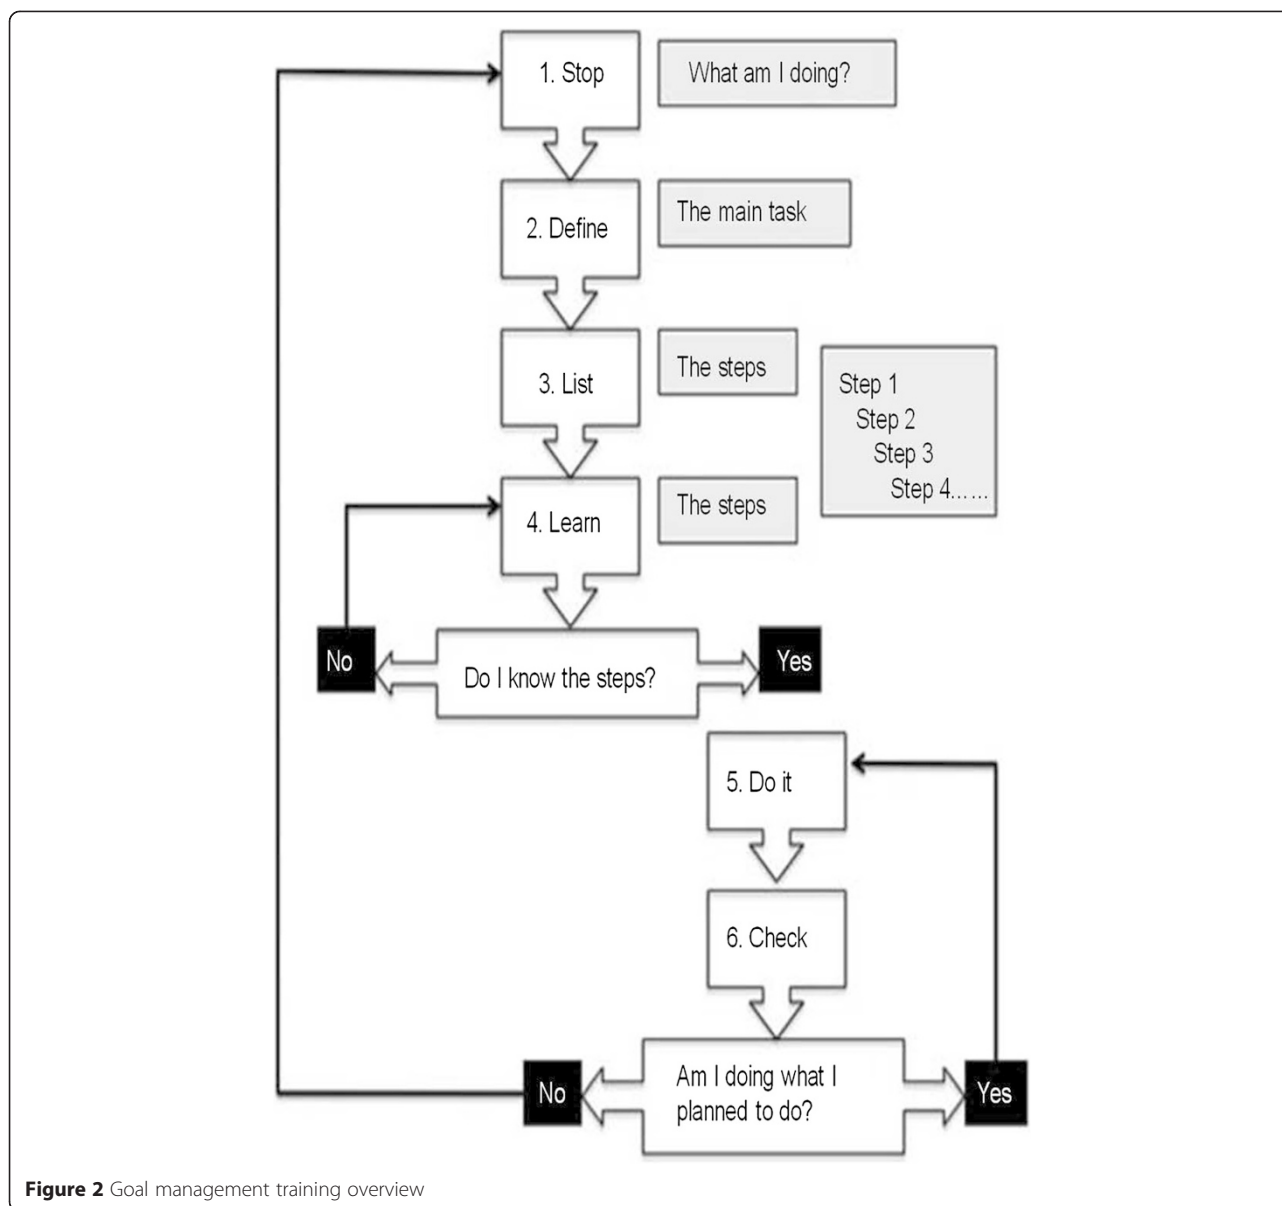 1. Stop
What am I doing?
2. Define
The main task
3. List
The steps
Step 1
Step 2
Step 3
Step 4......
4. Learn
The steps
No
Do I know the steps?
Yes
5. Do it
6. Check
No
Am I doing what I
planned to do?
Yes
Figure 2 Goal management training overview